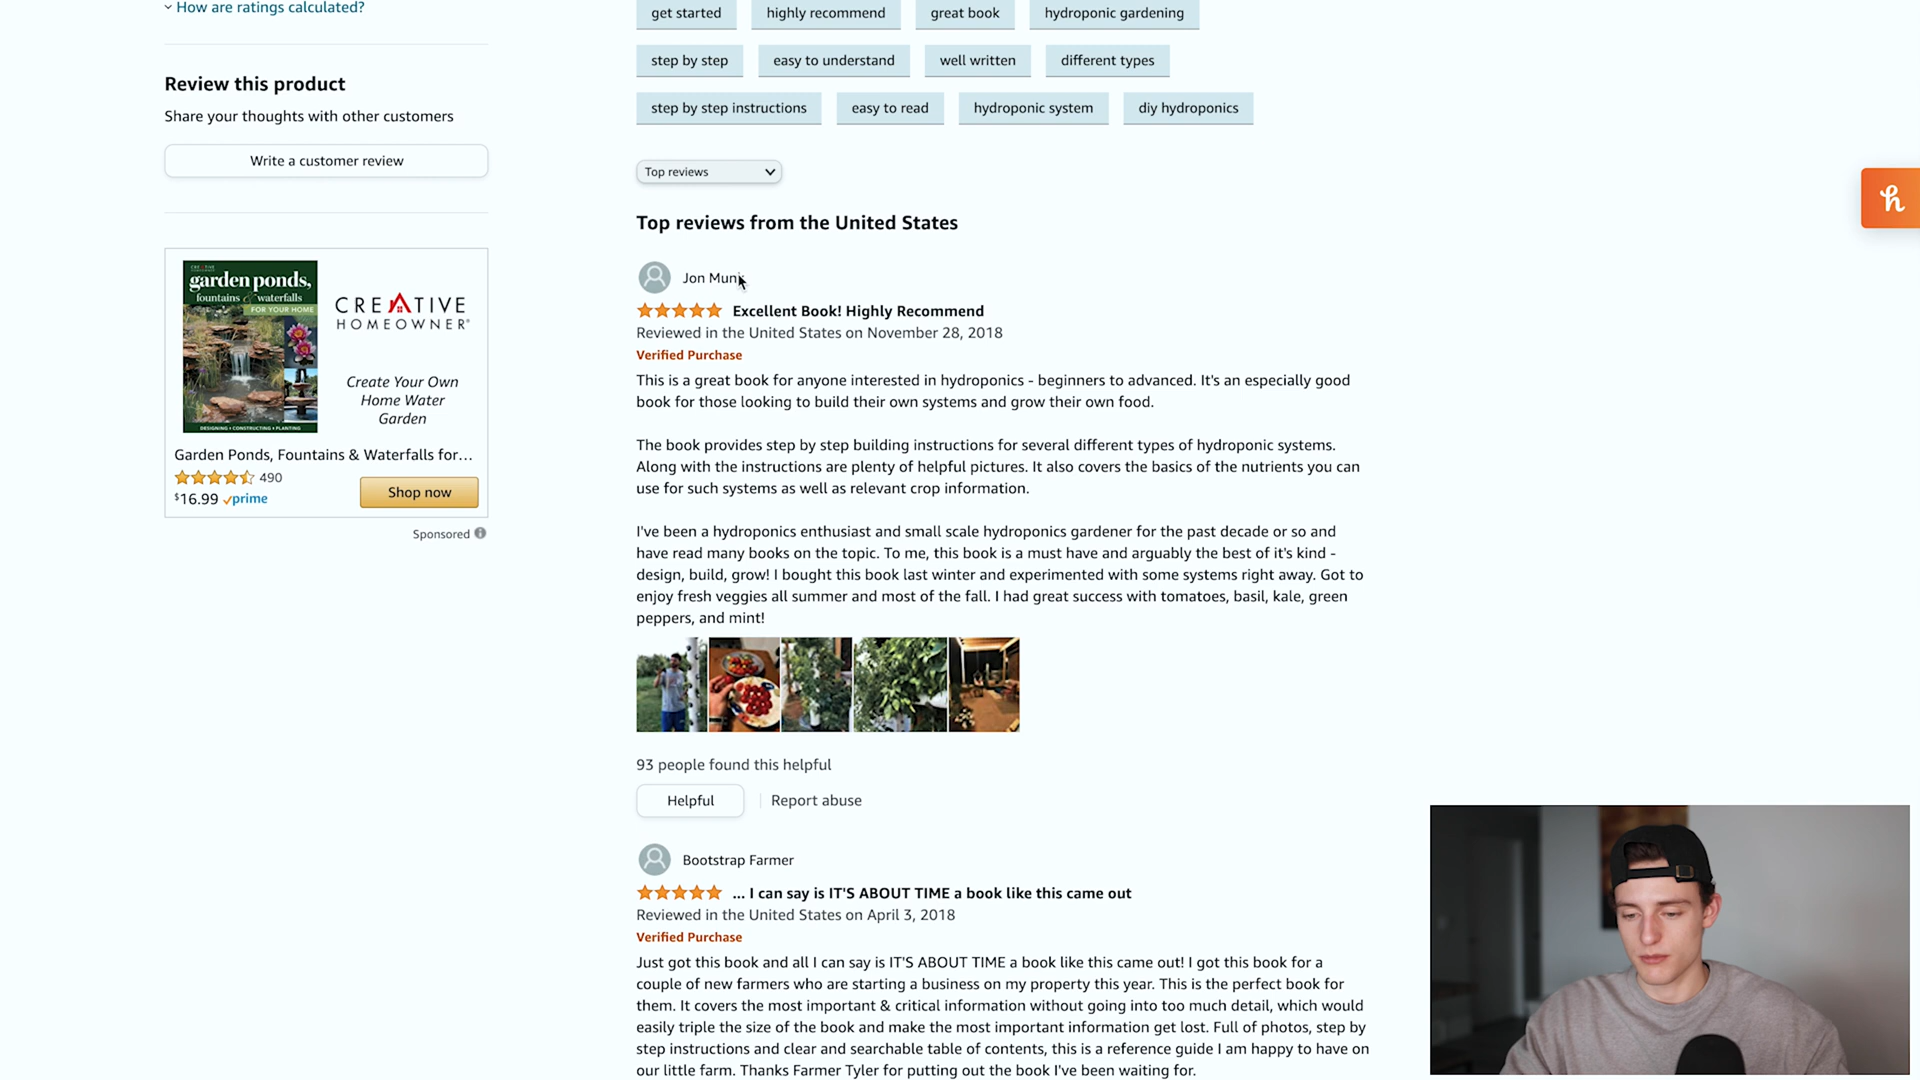 How are ratings calculated?
Review this product
Share your thoughts with other customers
Write a customer review
garden ponds,
fountains & waterfalls
FOR YOUR HOME
DESIGNING • CONSTRUCTING • PLANTING
CREATIVE
HOMEOWNER®
Create Your Own
Home Water
Garden
Garden Ponds, Fountains & Waterfalls for…
490
$16.99 prime
Shop now
Sponsored
get started
highly recommend
great book
hydroponic gardening
step by step
easy to understand
well written
different types
step by step instructions
easy to read
hydroponic system
diy hydroponics
Top reviews
Top reviews from the United States
Jon
Excellent Book! Highly Recommend
Reviewed in the United States on November 28, 2018
Verified Purchase
This is a great book for anyone interested in hydroponics - beginners to advanced. It's an especially good
book for those looking to build their own systems and grow their own food.
The book provides step by step building instructions for several different types of hydroponic systems.
Along with the instructions are plenty of helpful pictures. It also covers the basics of the nutrients you can
use for such systems as well as relevant crop information.
I've been a hydroponics enthusiast and small scale hydroponics gardener for the past decade or so and
have read many books on the topic. To me, this book is a must have and arguably the best of it's kind -
design, build, grow! I bought this book last winter and experimented with some systems right away. Got to
enjoy fresh veggies all summer and most of the fall. I had great success with tomatoes, basil, kale, green
peppers, and mint!
93 people found this helpful
Helpful
Report abuse
Bootstrap Farmer
... I can say is IT'S ABOUT TIME a book like this came out
Reviewed in the United States on April 3, 2018
Verified Purchase
Just got this book and all I can say is IT'S ABOUT TIME a book like this came out! I got this book for a
couple of new farmers who are starting a business on my property this year. This is the perfect book for
them. It covers the most important & critical information without going into too much detail, which would
easily triple the size of the book and make the most important information get lost. Full of photos, step by
step instructions and clear and searchable table of contents, this is a reference guide I am happy to have on
our little farm. Thanks Farmer Tyler for putting out the book I've been waiting for.
h